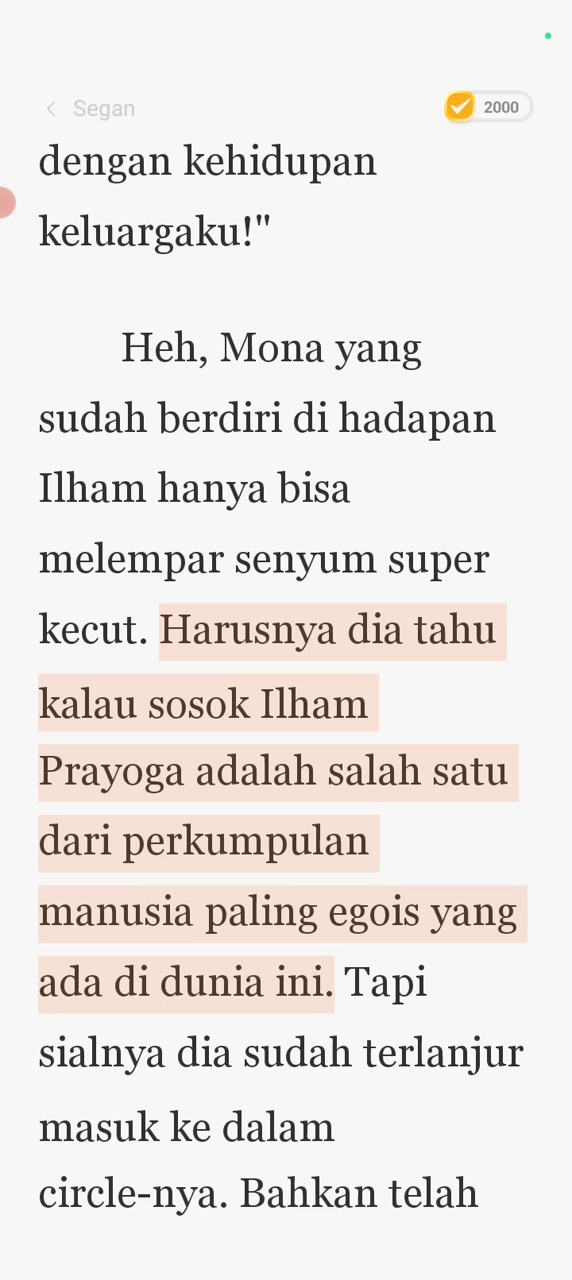 Segan
2000
dengan kehidupan
keluargaku!"
Heh, Mona yang
sudah berdiri di hadapan
Ilham hanya bisa
melempar senyum super
kecut. Harusnya dia tahu
kalau sosok Ilham
Prayoga adalah salah satu
dari perkumpulan
manusia paling egois yang
ada di dunia ini. Tapi
sialnya dia sudah terlanjur
masuk ke dalam
circle-nya. Bahkan telah